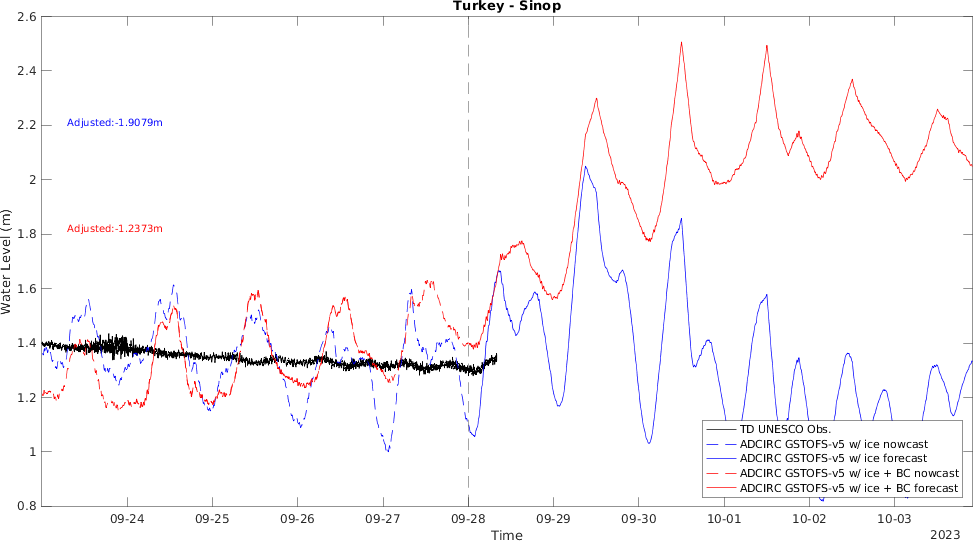 Turkey - Sinop
2.6
2.4
2.2
2
1.8
1.6
1.4
1.2
1
0.8
Water Level (m)
Adjusted:-1.9079m
Adjusted:-1.2373m
TD UNESCO Obs.
ADCIRC GSTOFS-v5 w/ ice nowcast
ADCIRC GSTOFS-v5 w/ ice forecast
ADCIRC GSTOFS-v5 w/ ice + BC nowcast
ADCIRC GSTOFS-v5 w/ ice + BC forecast
09-24 09-25 09-26 09-27 09-28 09-29 09-30 10-01 10-02 10-03
Time
2023